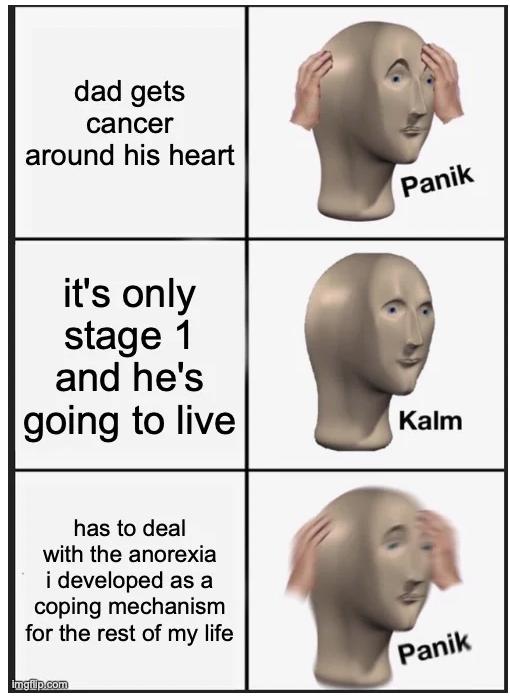 dad gets
cancer
around his heart
Panik
it's only
stage 1
and he's
going to live
Kalm
has to deal
with the anorexia
i developed as a
coping mechanism
for the rest of my life
Panik
imgflip.com